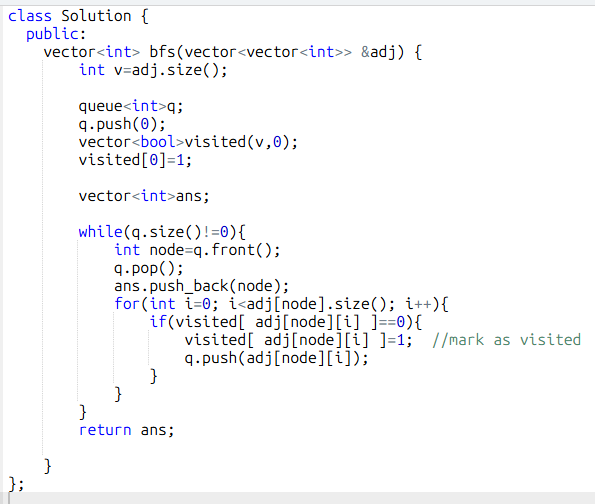 class Solution {
  public:
    vector<int> bfs(vector<vector<int>> &adj) {
        int v=adj.size();
        queue<int>q;
        q.push(0);
        vector<bool>visited(v,0);
        visited[0]=1;
        vector<int>ans;
        while(q.size()!=0){
            int node=q.front();
            q.pop();
            ans.push_back(node);
            for(int i=0; i<adj[node].size(); i++){
                if(visited[ adj[node][i] ]==0){
                    visited[ adj[node][i] ]=1;  //mark as visited
                    q.push(adj[node][i]);
                }
            }
        }
        return ans;
    }
};